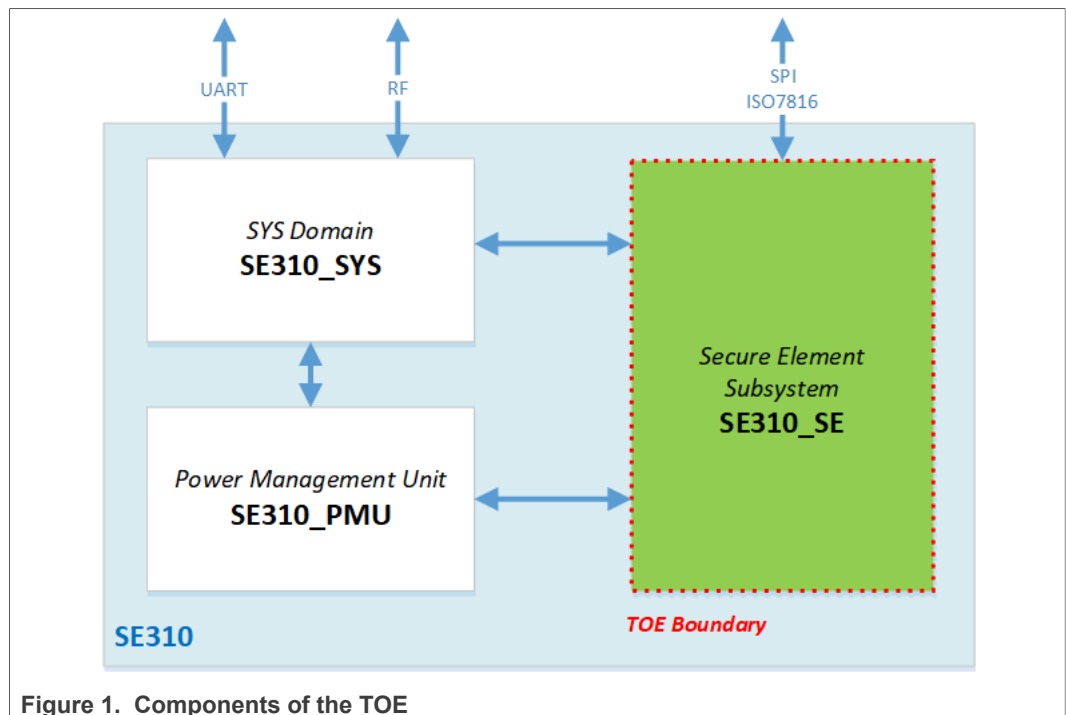 UART
RF
SPI
ISO7816
SYS Domain
SE310_SYS
Secure Element
Subsystem
SE310_SE
Power Management Unit
SE310_PMU
TOE Boundary
SE310
Figure 1. Components of the TOE